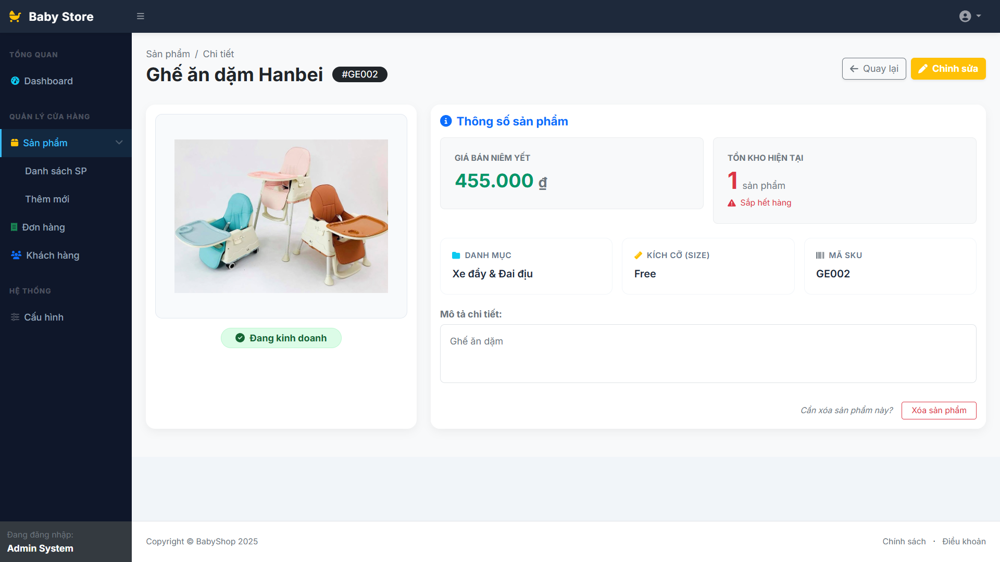 Baby Store
TỔNG QUAN
Dashboard
QUẢN LÝ CỬA HÀNG
Sản phẩm
Danh sách SP
Thêm mới
Đơn hàng
Khách hàng
HỆ THỐNG
Cấu hình
Đang đăng nhập:
Admin System
Sản phẩm / Chi tiết
Ghế ăn dặm Hanbei #GE002
Quay lại
Chỉnh sửa
Đang kinh doanh
Thông số sản phẩm
GIÁ BÁN NIÊM YẾT
455.000 ₫
TỒN KHO HIỆN TẠI
1 sản phẩm
Sắp hết hàng
DANH MỤC
Xe đẩy & Đai địu
KÍCH CỠ (SIZE)
Free
MÃ SKU
GE002
Mô tả chi tiết:
Ghế ăn dặm
Cần xóa sản phẩm này?
Xóa sản phẩm
Copyright © BabyShop 2025
Chính sách · Điều khoản